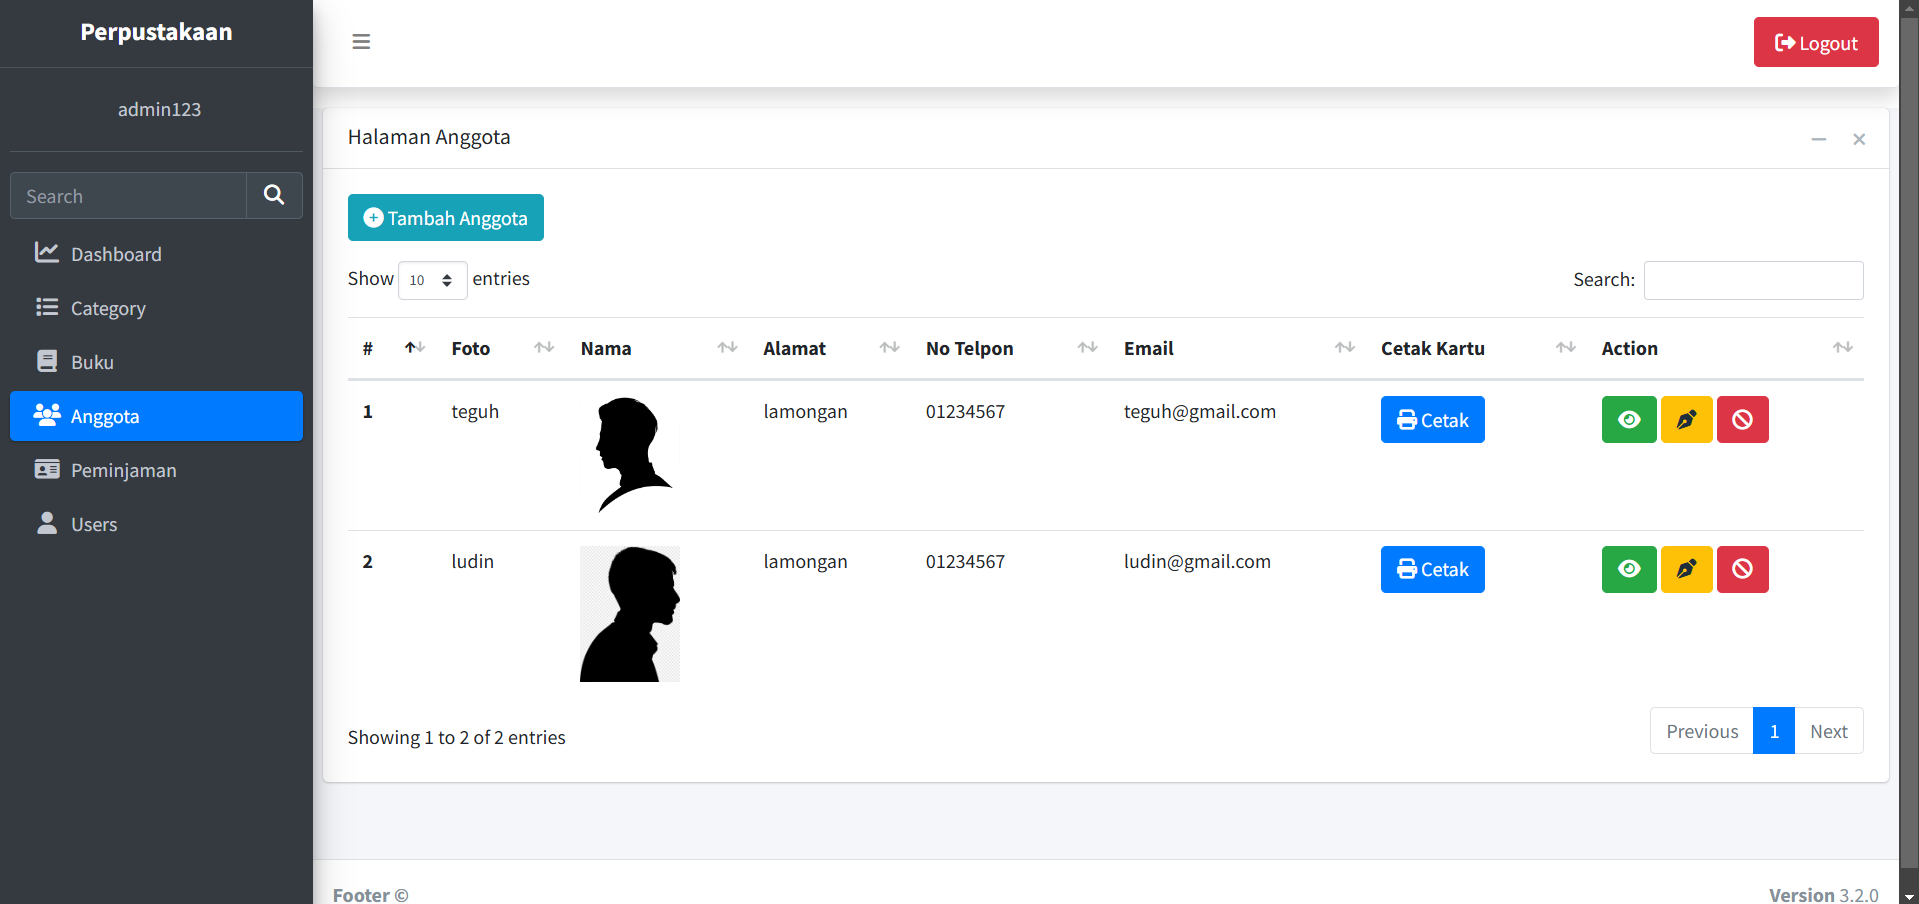 Perpustakaan
admin123
Search
Dashboard
Category
Buku
Anggota
Peminjaman
Users
Logout
Halaman Anggota
Tambah Anggota
Show 10 entries
Search:
# Foto Nama Alamat No Telpon Email Cetak Kartu Action
1 teguh lamongan 01234567 teguh@gmail.com Cetak
2 ludin lamongan 01234567 ludin@gmail.com Cetak
Showing 1 to 2 of 2 entries
Previous 1 Next
Footer ©
Version 3.2.0